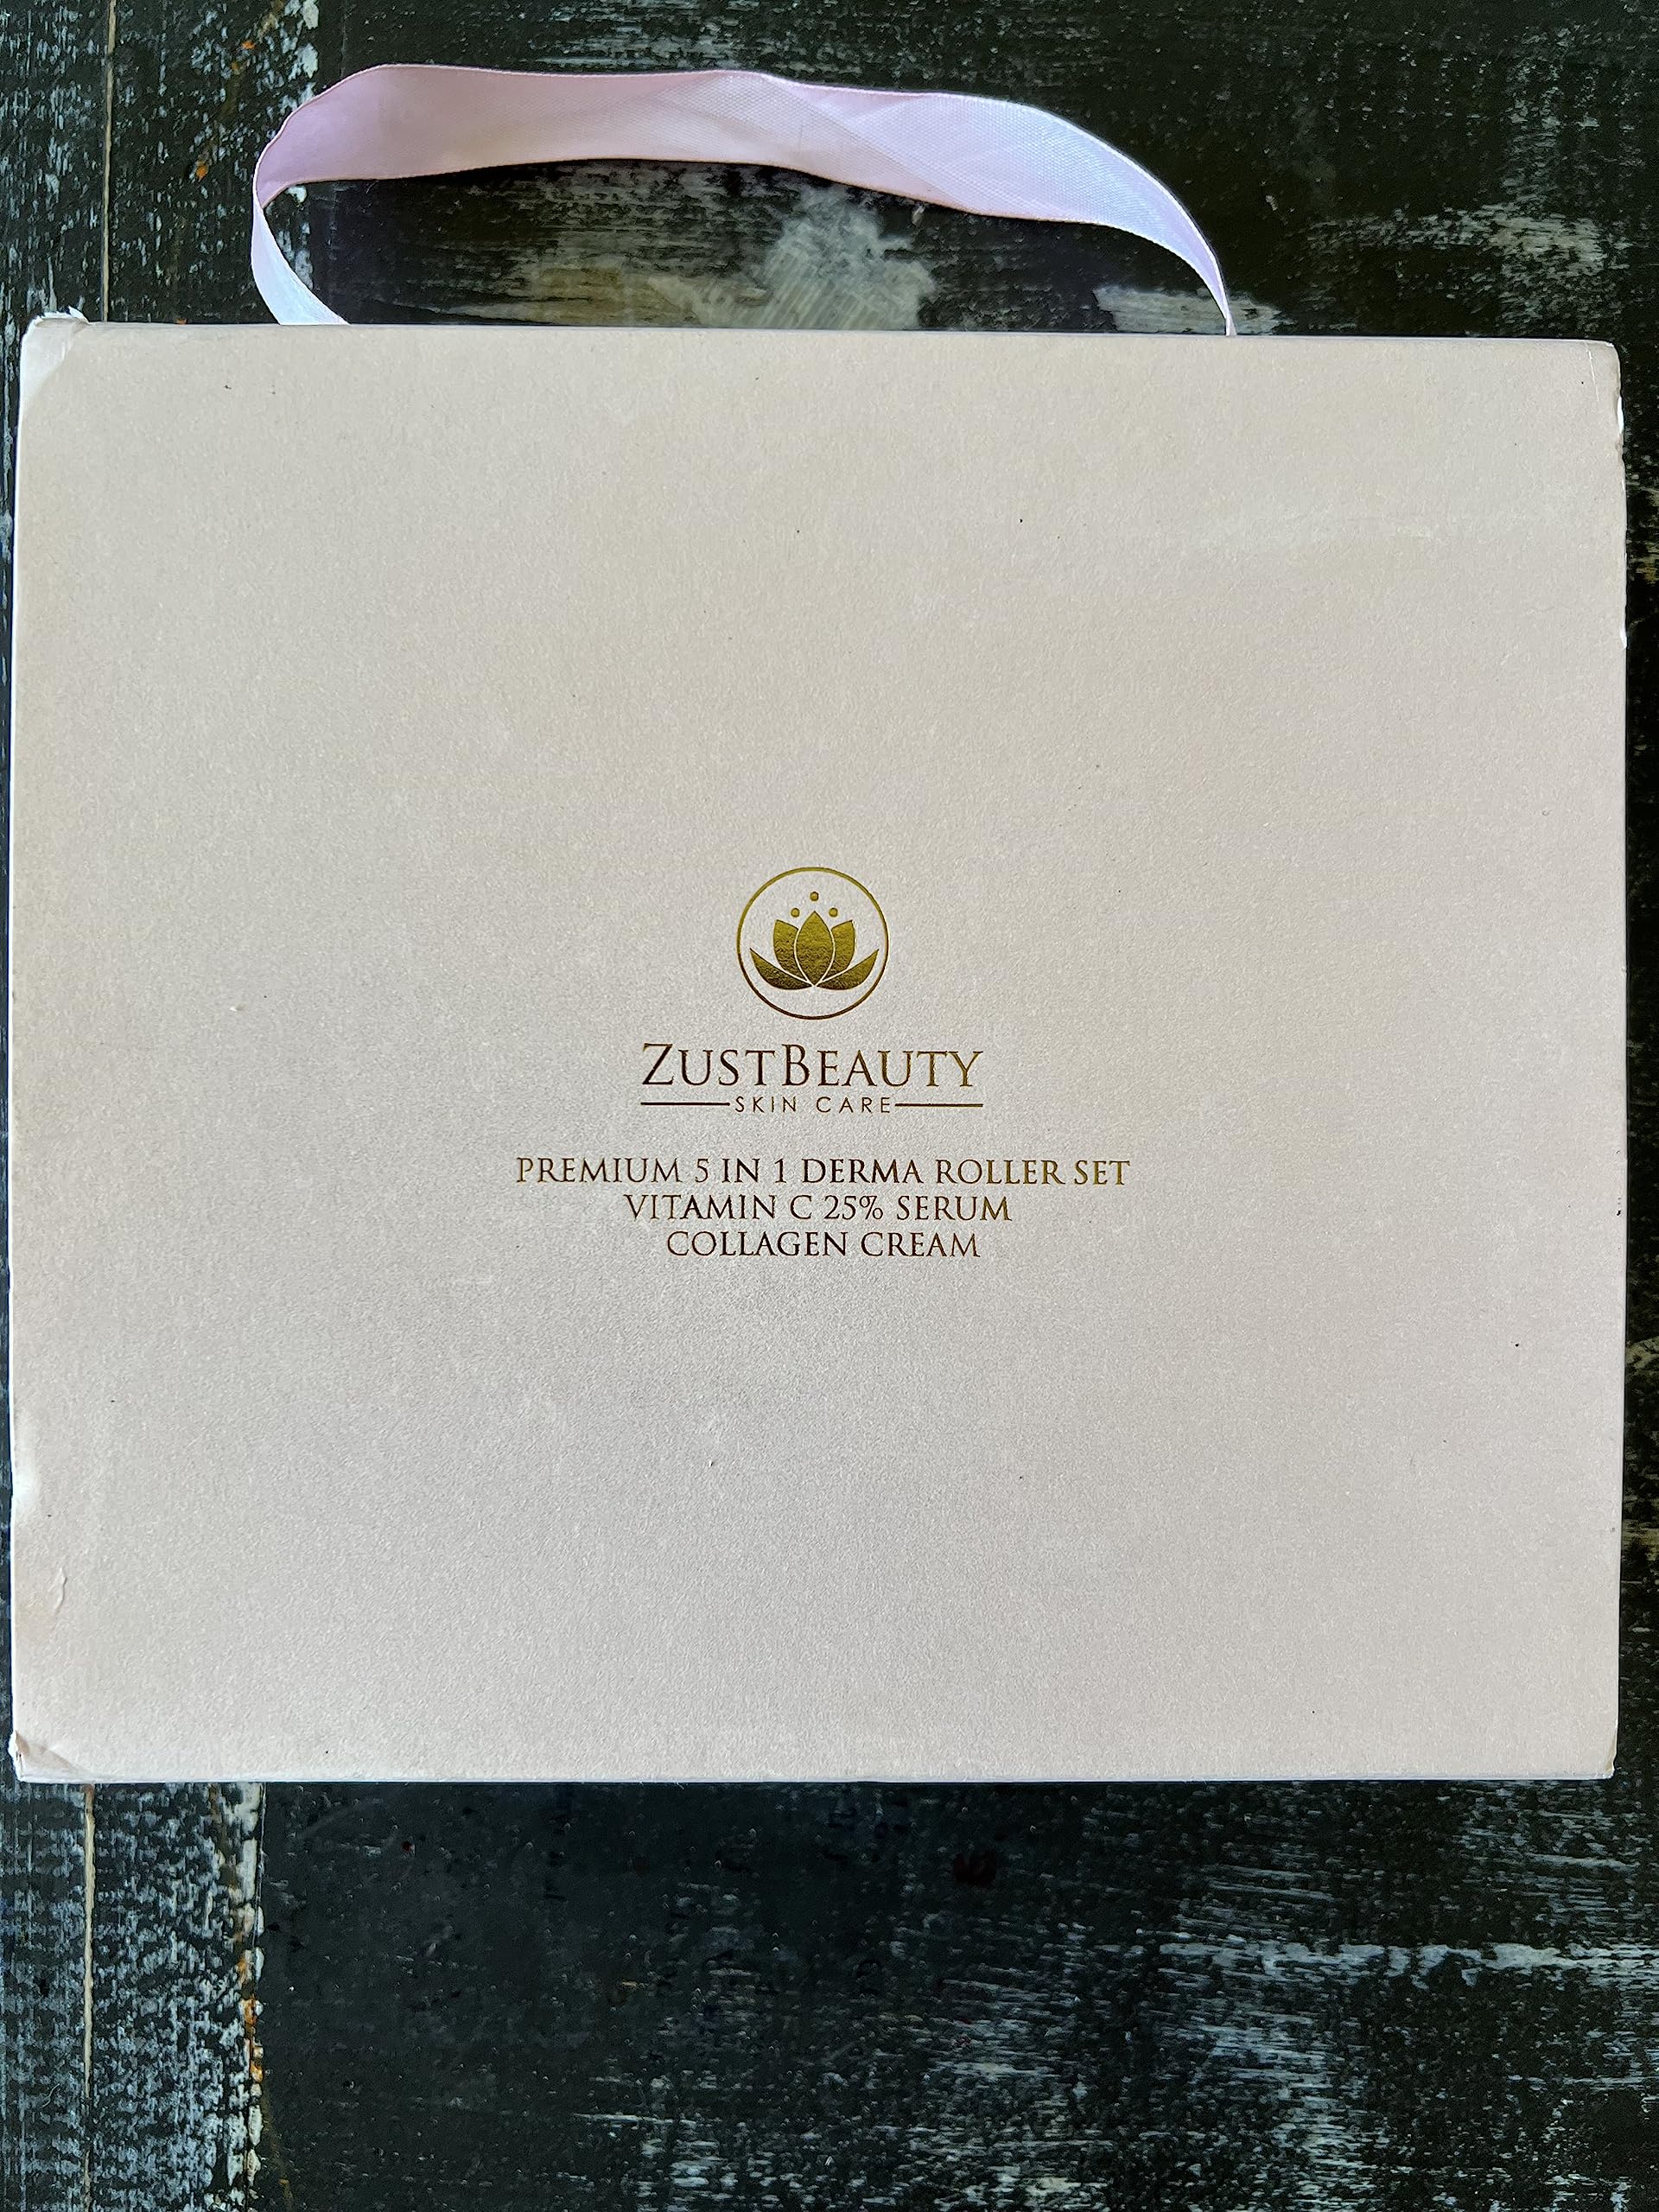 ZUSTBEAUTY
SKIN CARE
PREMIUM 5 IN 1 DERMA ROLLER SET
VITAMIN C 25% SERUM
COLLAGEN CREAM